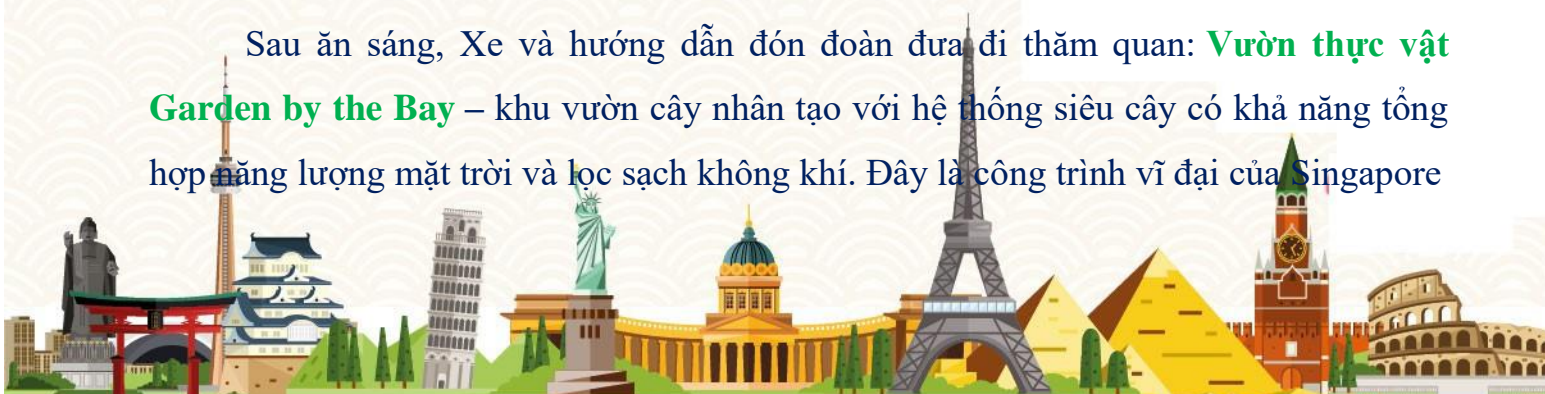 Sau ăn sáng, Xe và hướng dẫn đón đoàn đưa đi thăm quan: Vườn thực vật
Garden by the Bay – khu vườn cây nhân tạo với hệ thống siêu cây có khả năng tổng
hợp năng lượng mặt trời và lọc sạch không khí. Đây là công trình vĩ đại của Singapore